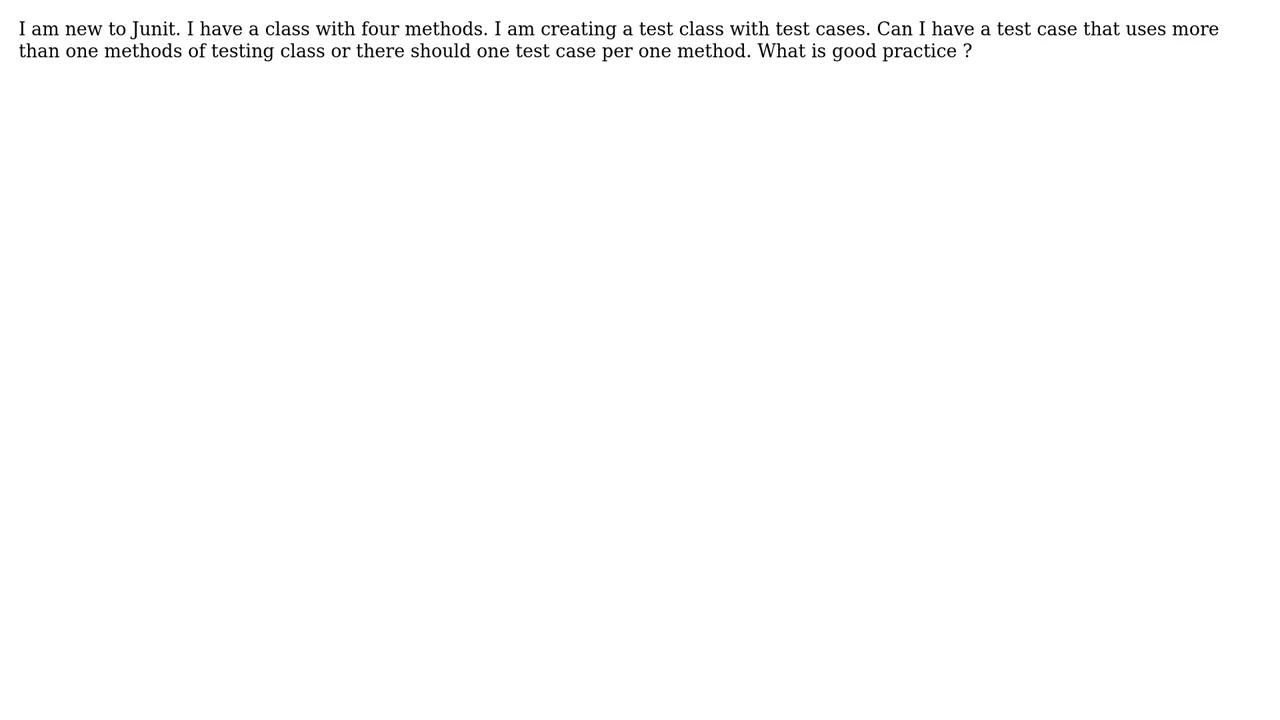 I am new to Junit. I have a class with four methods. I am creating a test class with test cases. Can I have a test case that uses more
than one methods of testing class or there should one test case per one method. What is good practice ?